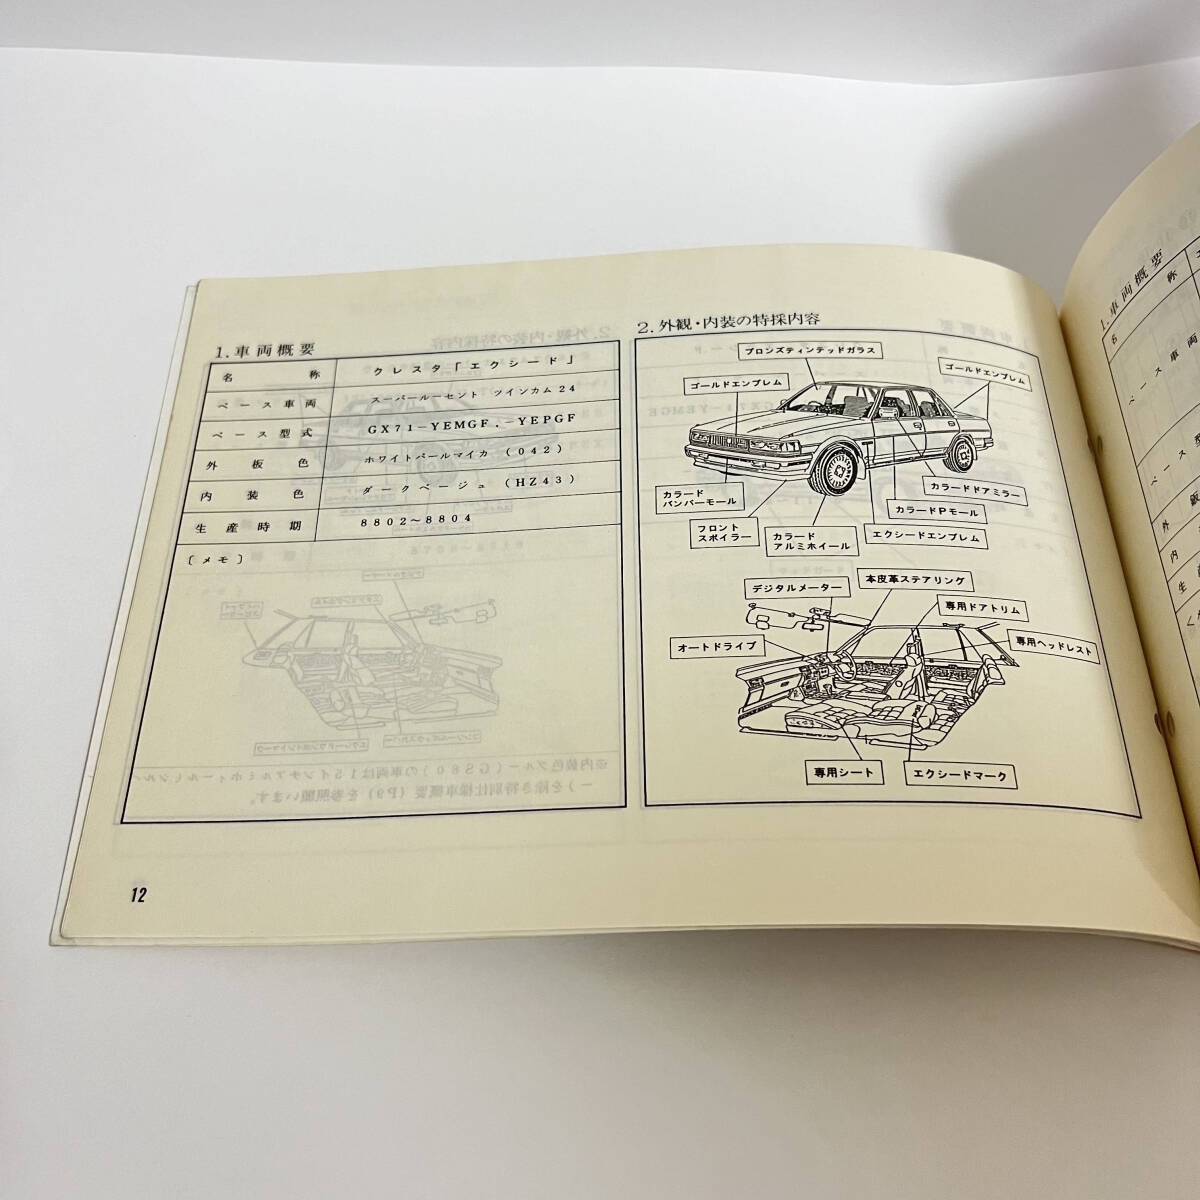 1.車両概要
名称 クレスタ「エクシード」
ベース車両 スーパールーセント ツインカム24
ベース型式 GX71-YEMGF.-YEPGF
外板色 ホワイトパールマイカ(042)
内装色 ダークベージュ(HZ43)
生産時期 8802~8804
〔メモ〕
2.外観・内装の特採内容
ブロンズティンテッドガラス
ゴールドエンブレム
ゴールドエンブレム
カラード
バンパーモール
フロント
スポイラー
カラード
アルミホイール
カラードドアミラー
カラードPモール
エクシードエンブレム
デジタルメーター
本皮革ステアリング
専用ドアトリム
オートドライブ
専用ヘッドレスト
専用シート
エクシードマーク
12
1.車両概要
名称
ベース車両